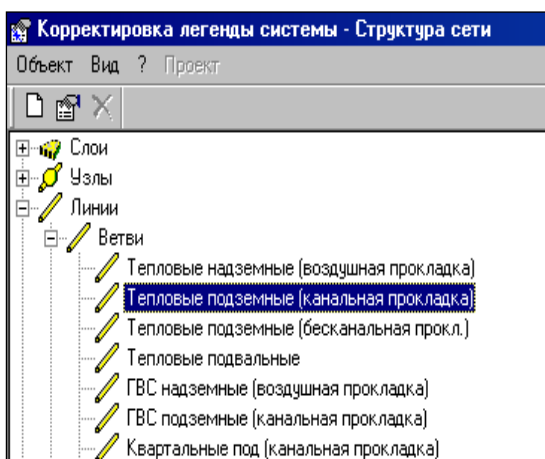 Корректировка легенды системы - Структура сети
Объект Вид ? Проект
Слои
Узлы
Линии
Ветви
Тепловые надземные (воздушная прокладка)
Тепловые подземные (канальная прокладка)
Тепловые подземные (бесканальная прокл.)
Тепловые подвальные
ГВС надземные (воздушная прокладка)
ГВС подземные (канальная прокладка)
Квартальные под (канальная прокладка)